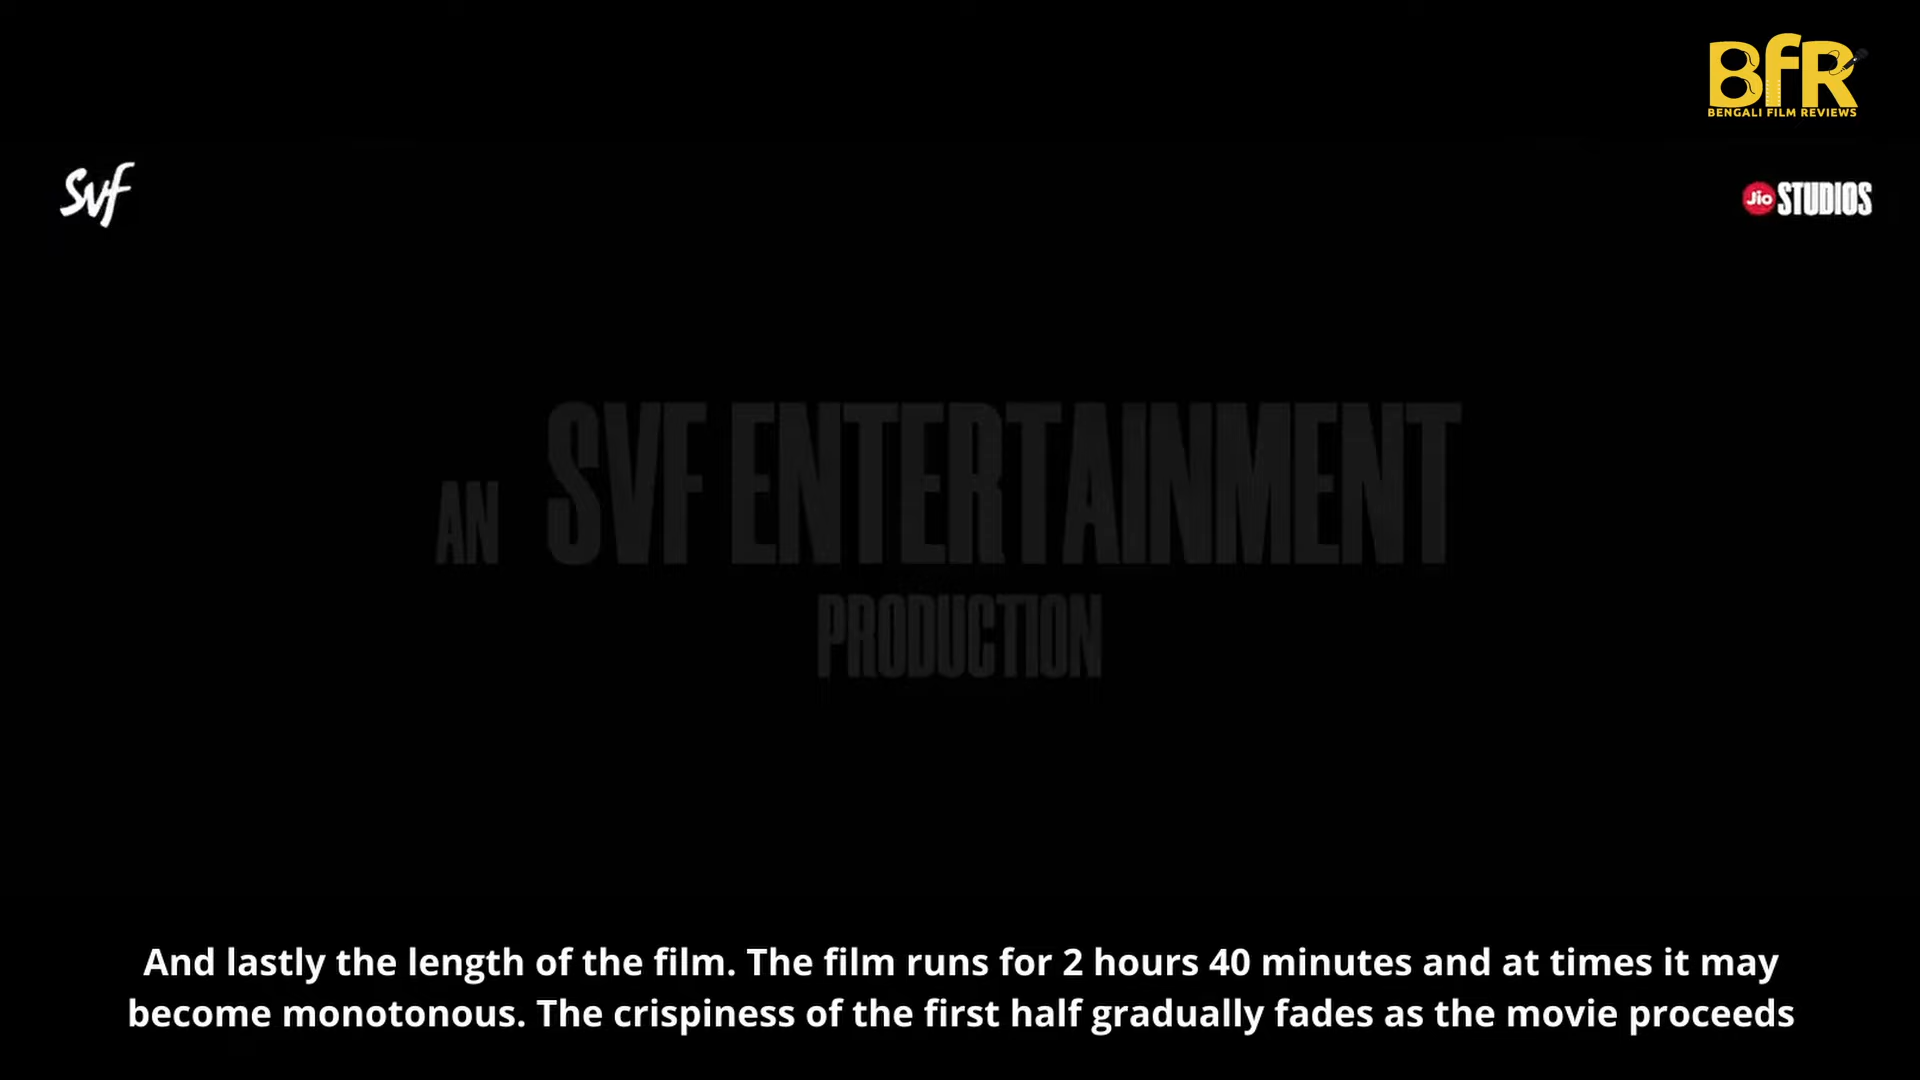 BfR
BENGALI FILM REVIEWS
svf
Jio STUDIOS
AN SVF ENTERTAINMENT
PRODUCTION
And lastly the length of the film. The film runs for 2 hours 40 minutes and at times it may
become monotonous. The crispiness of the first half gradually fades as the movie proceeds